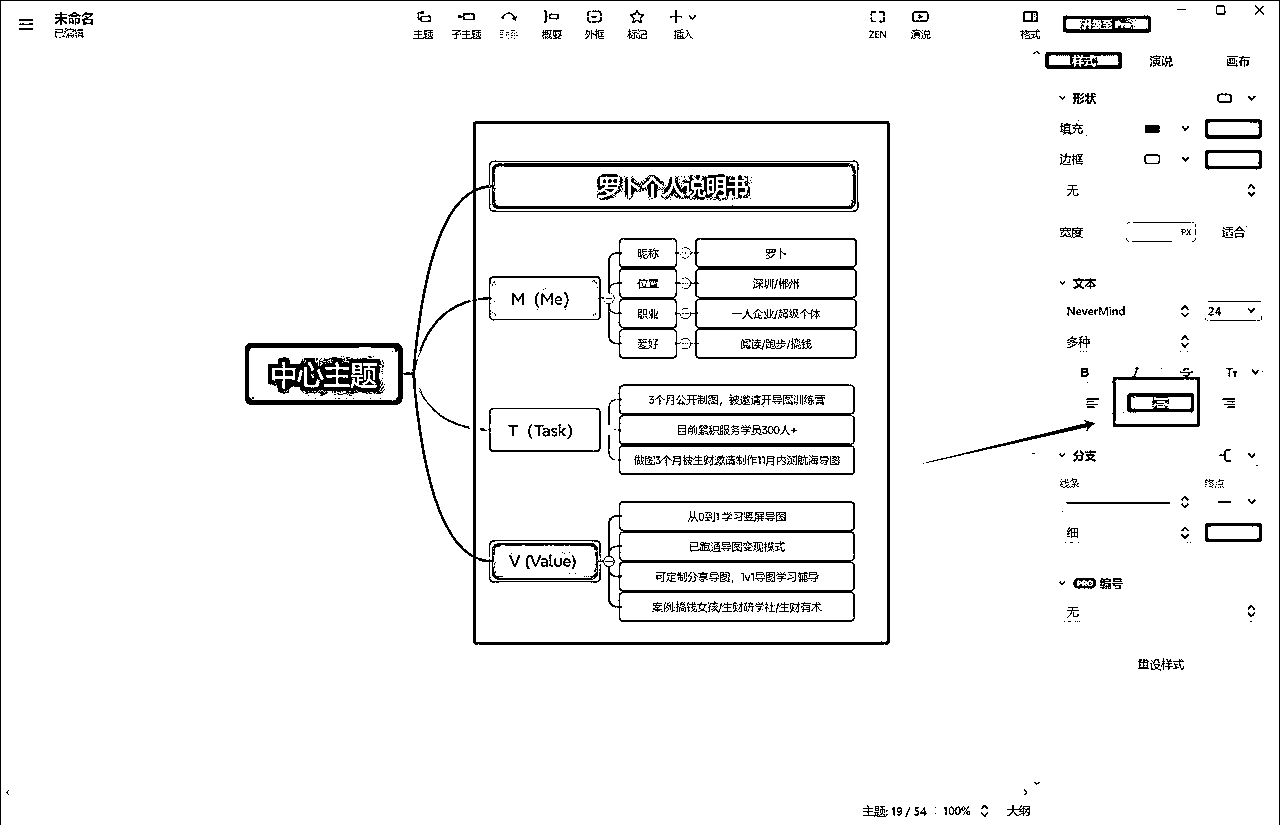 未命名
已编辑
主题
子主题
概要
外框
标记
插入
ZEN
演说
格式
样式
演说
画布
形状
填充
边框
无
宽度
PX
适合
文本
NeverMind
24
多种
B
I
S
Tт
分支
线条
终点
细
PRO 编号
无
重设样式
中心主题
罗卜个人说明书
M (Me)
昵称
罗卜
位置
深圳/郴州
职业
一人企业/超级个体
爱好
阅读/跑步/搞钱
T (Task)
3个月公开制图，被邀请开导图训练营
目前累积服务学员300人+
做图3个月被生财邀请制作11月内测航海导图
V (Value)
从0到1学习竖屏导图
已跑通导图变现模式
可定制分享导图，1v1导图学习辅导
案例:搞钱女孩/生财研学社/生财有术
主题: 19 / 54
100%
大纲